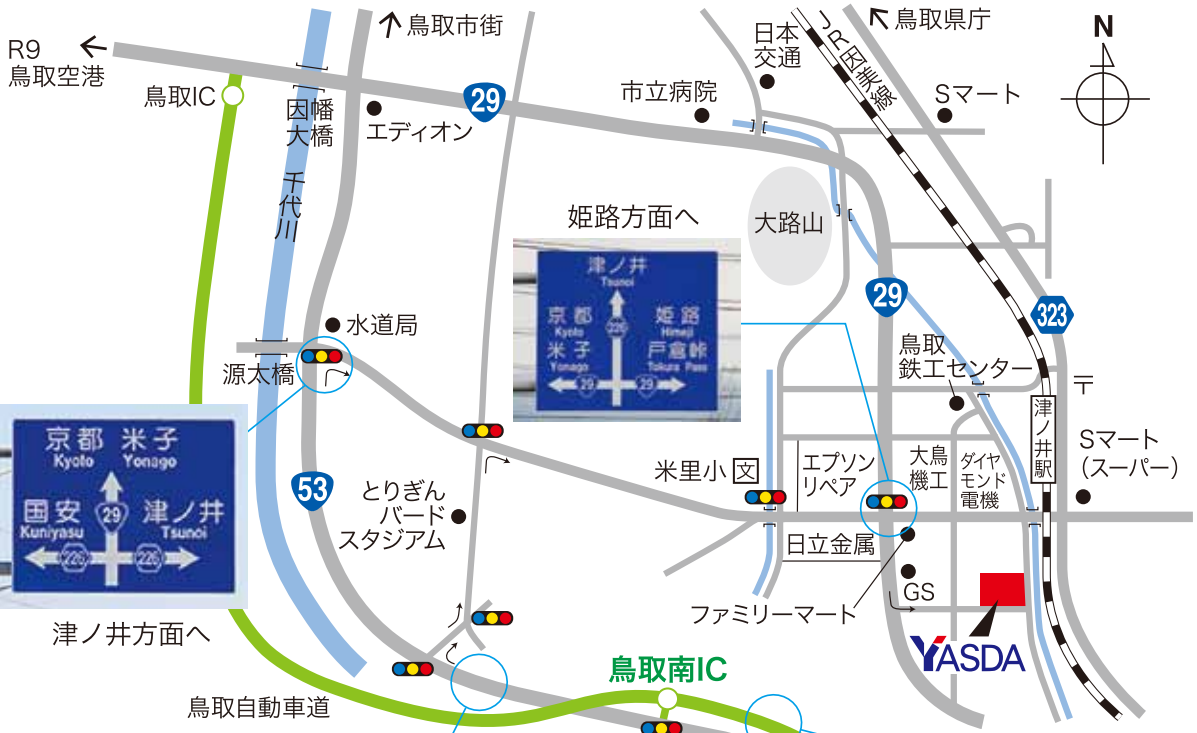 R9
鳥取空港
鳥取IC
鳥取市街
因幡
大橋
エディオン
29
千代川
市立病院
日本
交通
JR因美線
鳥取県庁
Sマート
N
大路山
姫路方面へ
津ノ井
Tsunoi
京都
Kyoto
米子
Yonago
226
姫路
Himeji
戸倉峠
Tokura Pass
29
29
29
323
水道局
源太橋
鳥取
鉄工センター
〒
津ノ井駅
Sマート
(スーパー)
京都 米子
Kyoto Yonago
国安
Kuniyasu
29
津ノ井
Tsunoi
226
226
津ノ井方面へ
53
とりぎん
バード
スタジアム
米里小 文
エプソン
リペア
大鳥
機工
ダイヤ
モンド
電機
日立金属
ファミリーマート
GS
YASDA
鳥取南IC
鳥取自動車道